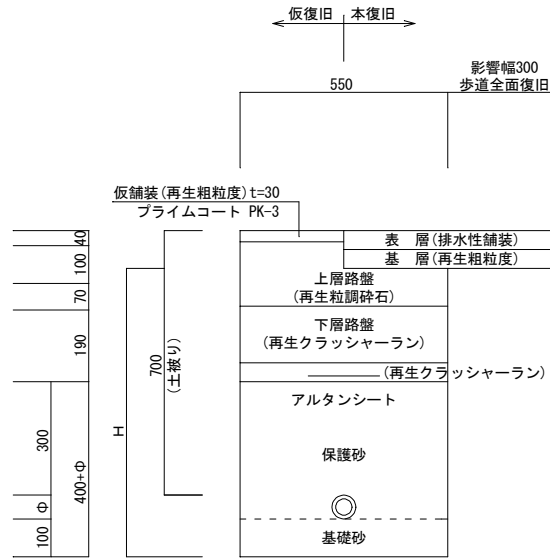 仮復旧 本復旧
影響幅300
550 歩道全面復旧
仮舗装(再生粗粒度)t=30
プライムコート PK-3
40
表 層(排水性舗装)
基 層(再生粗粒度)
100
上層路盤
(再生粒調砕石)
70
下層路盤
(再生クラッシャーラン)
190
700
(土被り)
(再生クラッシャーラン)
アルタンシート
H
300
400+Φ
保護砂
Φ
100
基礎砂